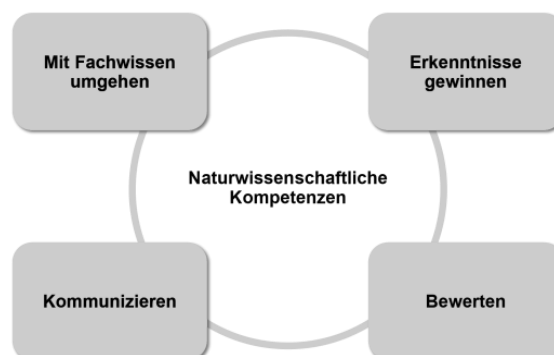 Mit Fachwissen
umgehen
Erkenntnisse
gewinnen
Naturwissenschaftliche
Kompetenzen
Kommunizieren
Bewerten